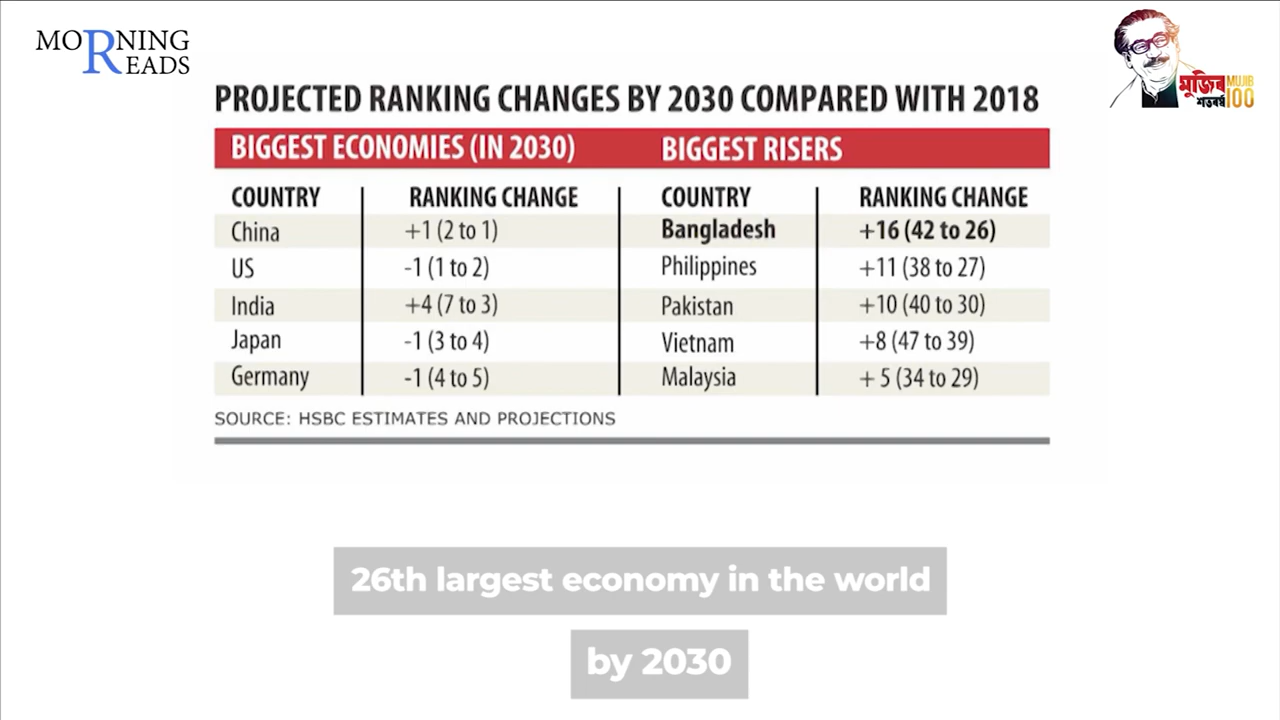 MORNING
READS
মুজিব MUJIB
শতবর্ষ 100
PROJECTED RANKING CHANGES BY 2030 COMPARED WITH 2018
BIGGEST ECONOMIES (IN 2030) BIGGEST RISERS
COUNTRY RANKING CHANGE COUNTRY RANKING CHANGE
China +1 (2 to 1) Bangladesh +16 (42 to 26)
US -1 (1 to 2) Philippines +11 (38 to 27)
India +4 (7 to 3) Pakistan +10 (40 to 30)
Japan -1 (3 to 4) Vietnam +8 (47 to 39)
Germany -1 (4 to 5) Malaysia + 5 (34 to 29)
SOURCE: HSBC ESTIMATES AND PROJECTIONS
26th largest economy in the world
by 2030